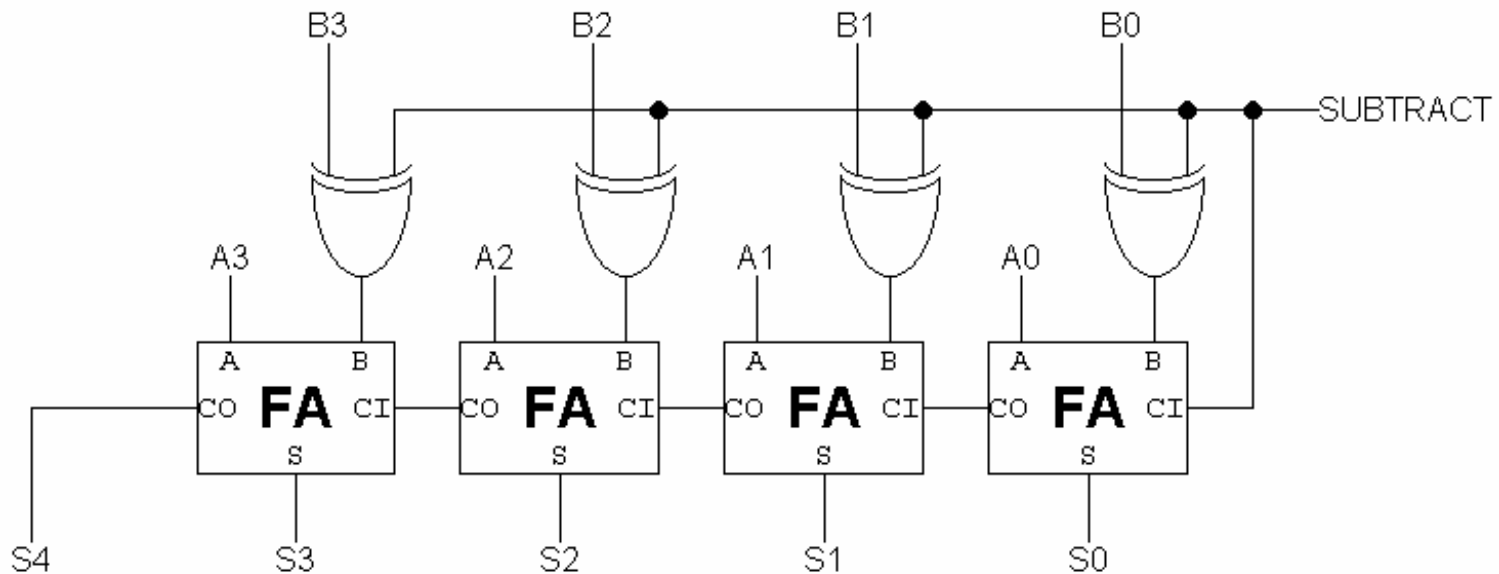 B3 B2 B1 B0
SUBTRACT
A3 A2 A1 A0
A B A B A B A B
CO FA CI CO FA CI CO FA CI CO FA CI
S S S S
S4 S3 S2 S1 S0